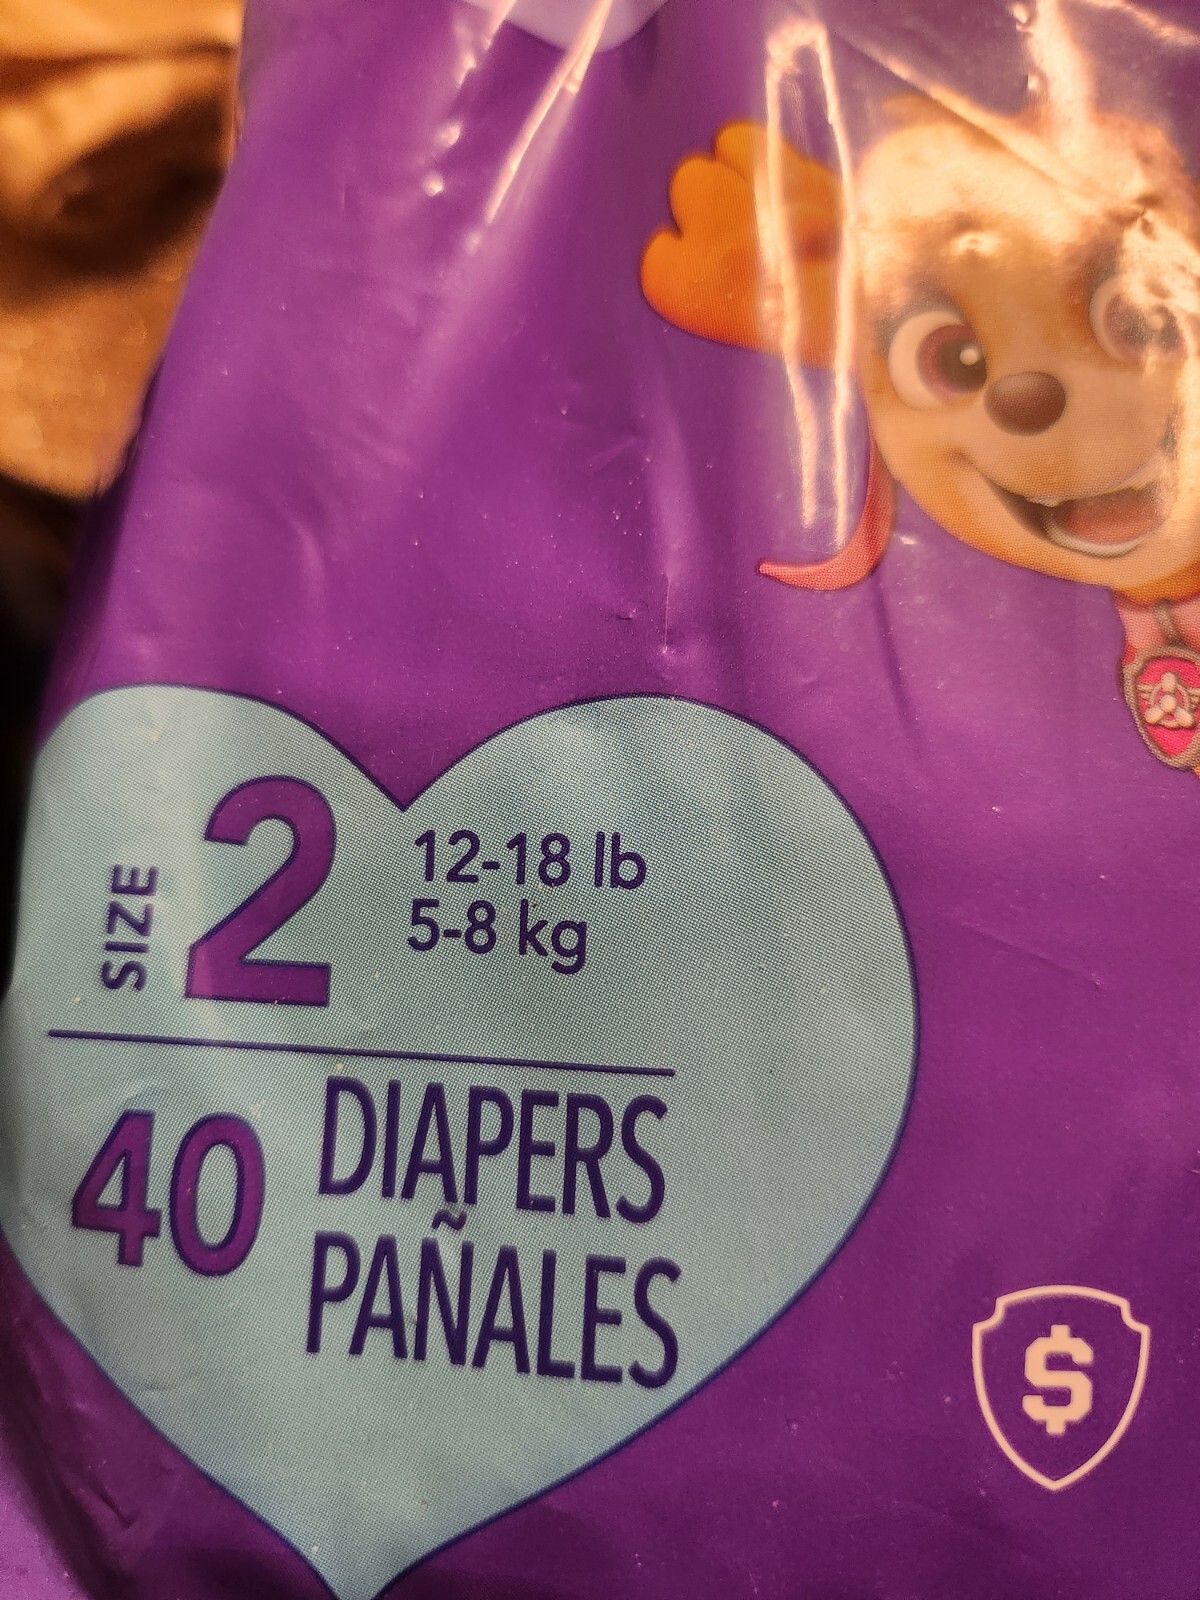 SIZE 2
12-18 lb
5-8 kg
40 DIAPERS
PAÑALES
$